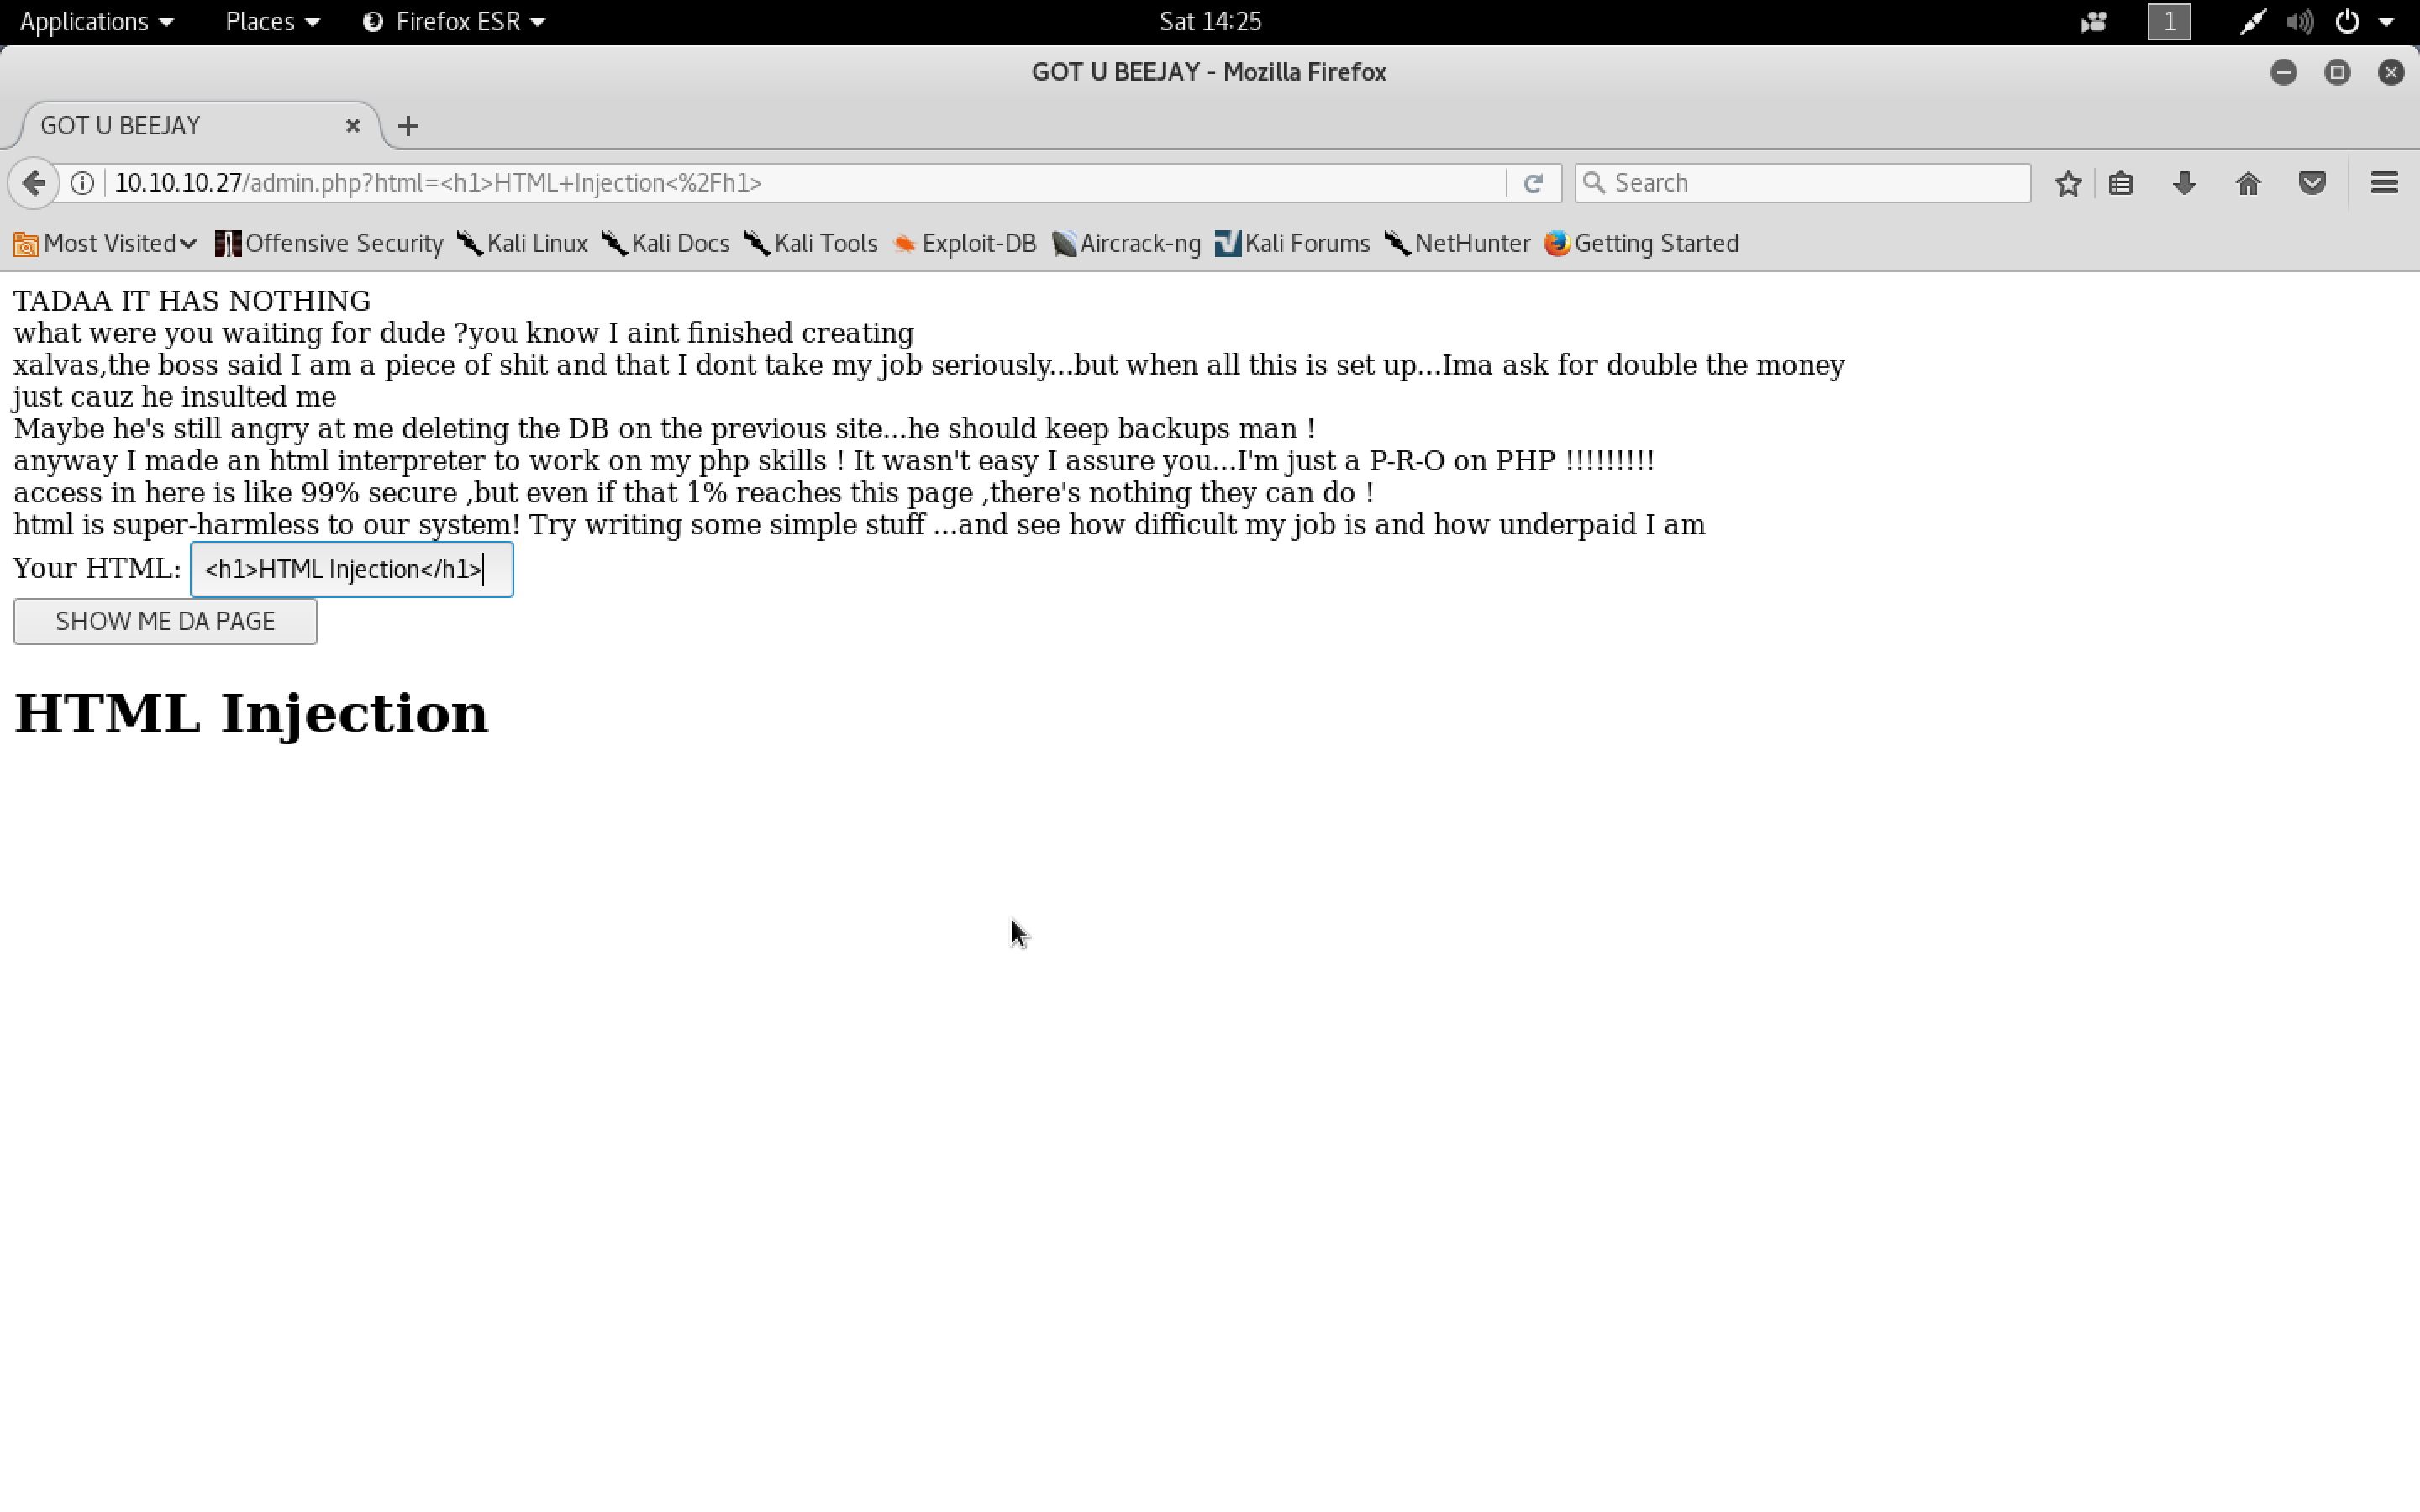 Applications Places Firefox ESR Sat 14:25 1
GOT U BEEJAY - Mozilla Firefox
GOT U BEEJAY
10.10.10.27/admin.php?html=<h1>HTML+Injection<%2Fh1> Search
Most Visited Offensive Security Kali Linux Kali Docs Kali Tools Exploit-DB Aircrack-ng Kali Forums NetHunter Getting Started
TADAA IT HAS NOTHING
what were you waiting for dude ?you know I aint finished creating
xalvas,the boss said I am a piece of shit and that I dont take my job seriously...but when all this is set up...Ima ask for double the money
just cauz he insulted me
Maybe he's still angry at me deleting the DB on the previous site...he should keep backups man !
anyway I made an html interpreter to work on my php skills ! It wasn't easy I assure you...I'm just a P-R-O on PHP !!!!!!!!!
access in here is like 99% secure ,but even if that 1% reaches this page ,there's nothing they can do !
html is super-harmless to our system! Try writing some simple stuff ...and see how difficult my job is and how underpaid I am
Your HTML: <h1>HTML Injection</h1>
SHOW ME DA PAGE
HTML Injection